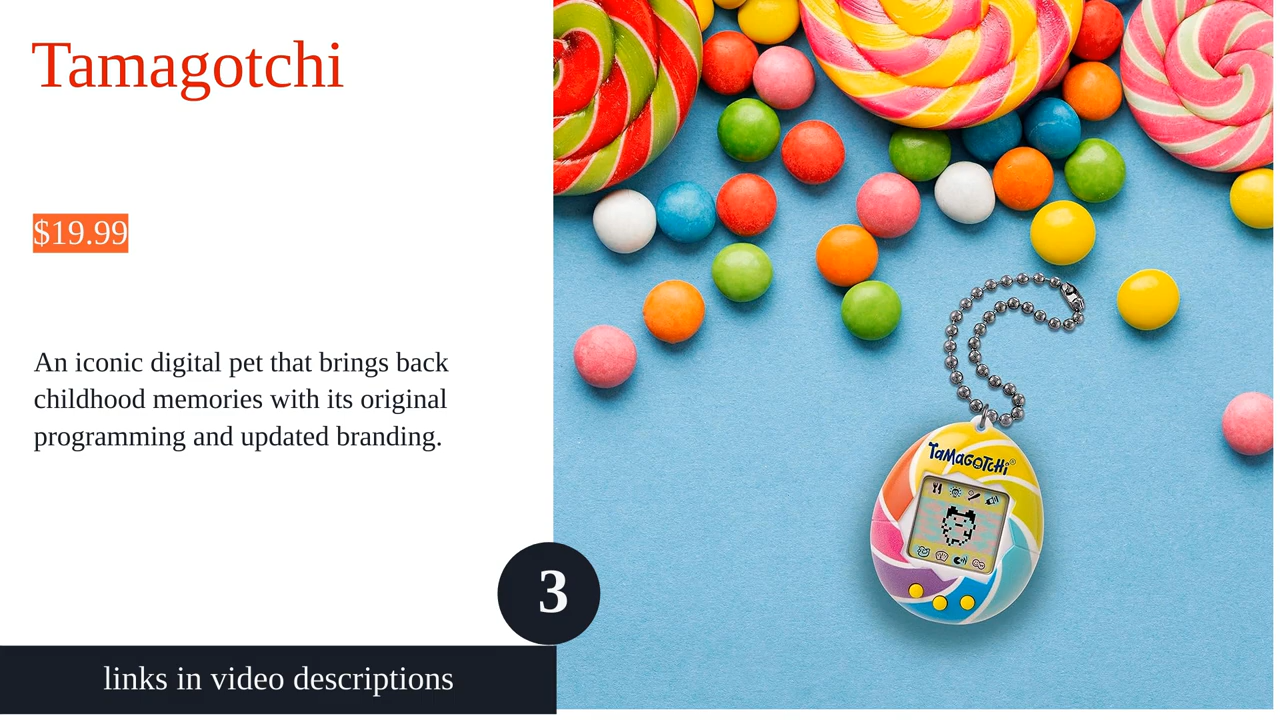 Tamagotchi
$19.99
An iconic digital pet that brings back
childhood memories with its original
programming and updated branding.
3
links in video descriptions
TaMaGOTCHi®